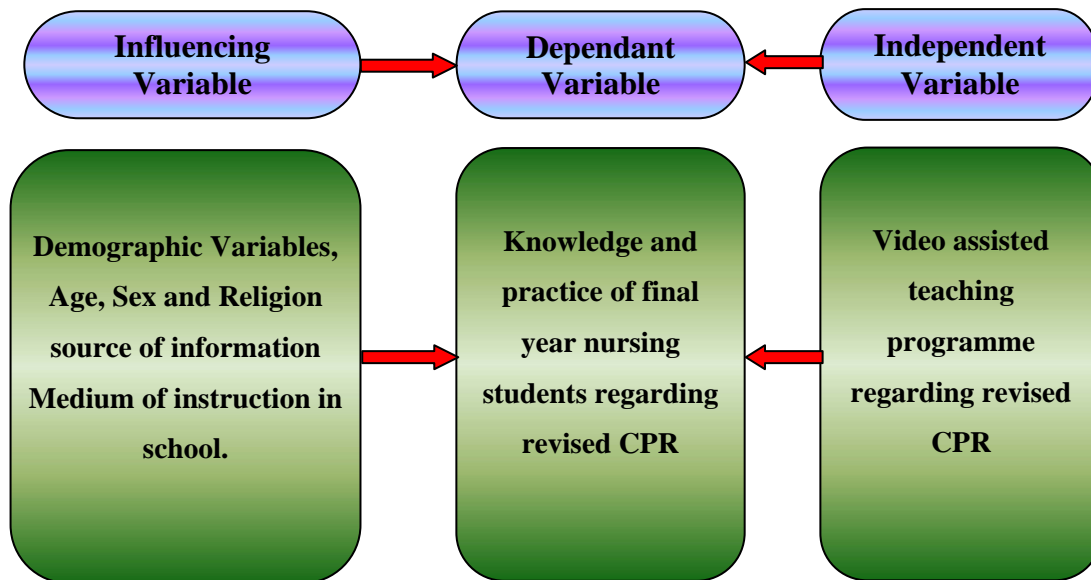 Influencing
Variable
Dependant
Variable
Independent
Variable
Demographic Variables,
Age, Sex and Religion
source of information
Medium of instruction in
school.
Knowledge and
practice of final
year nursing
students regarding
revised CPR
Video assisted
teaching
programme
regarding revised
CPR